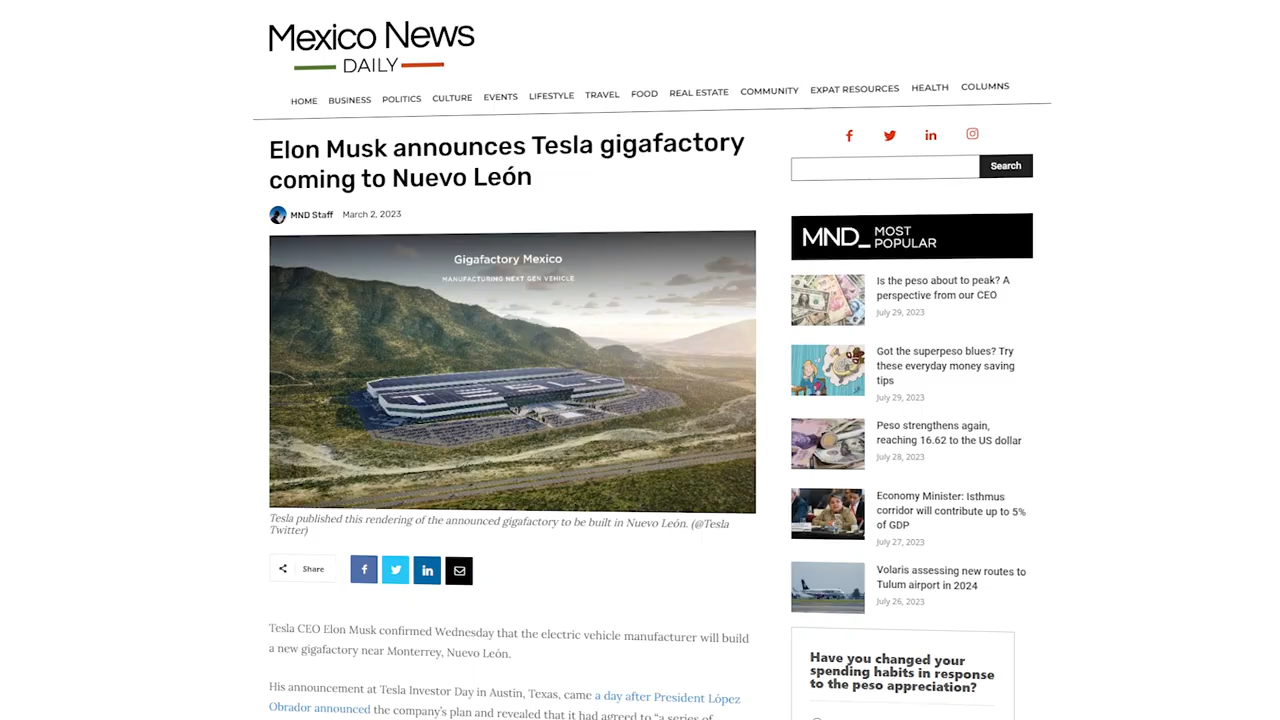 Mexico News
DAILY
HOME BUSINESS POLITICS CULTURE EVENTS LIFESTYLE TRAVEL FOOD REAL ESTATE COMMUNITY EXPAT RESOURCES HEALTH COLUMNS
Elon Musk announces Tesla gigafactory
coming to Nuevo León
MND Staff March 2, 2023
Gigafactory Mexico
MANUFACTURING NEXT GEN VEHICLE
TESLA
Tesla published this rendering of the announced gigafactory to be built in Nuevo León. (@Tesla
Twitter)
Share
Tesla CEO Elon Musk confirmed Wednesday that the electric vehicle manufacturer will build
a new gigafactory near Monterrey, Nuevo León.
His announcement at Tesla Investor Day in Austin, Texas, came a day after President López
Obrador announced the company's plan and revealed that it had agreed to "a series of
Search
MND_ MOST
POPULAR
Is the peso about to peak? A
perspective from our CEO
July 29, 2023
Got the superpeso blues? Try
these everyday money saving
tips
July 29, 2023
Peso strengthens again,
reaching 16.62 to the US dollar
July 28, 2023
Economy Minister: Isthmus
corridor will contribute up to 5%
of GDP
July 27, 2023
Volaris assessing new routes to
Tulum airport in 2024
July 26, 2023
Have you changed your
spending habits in response
to the peso appreciation?